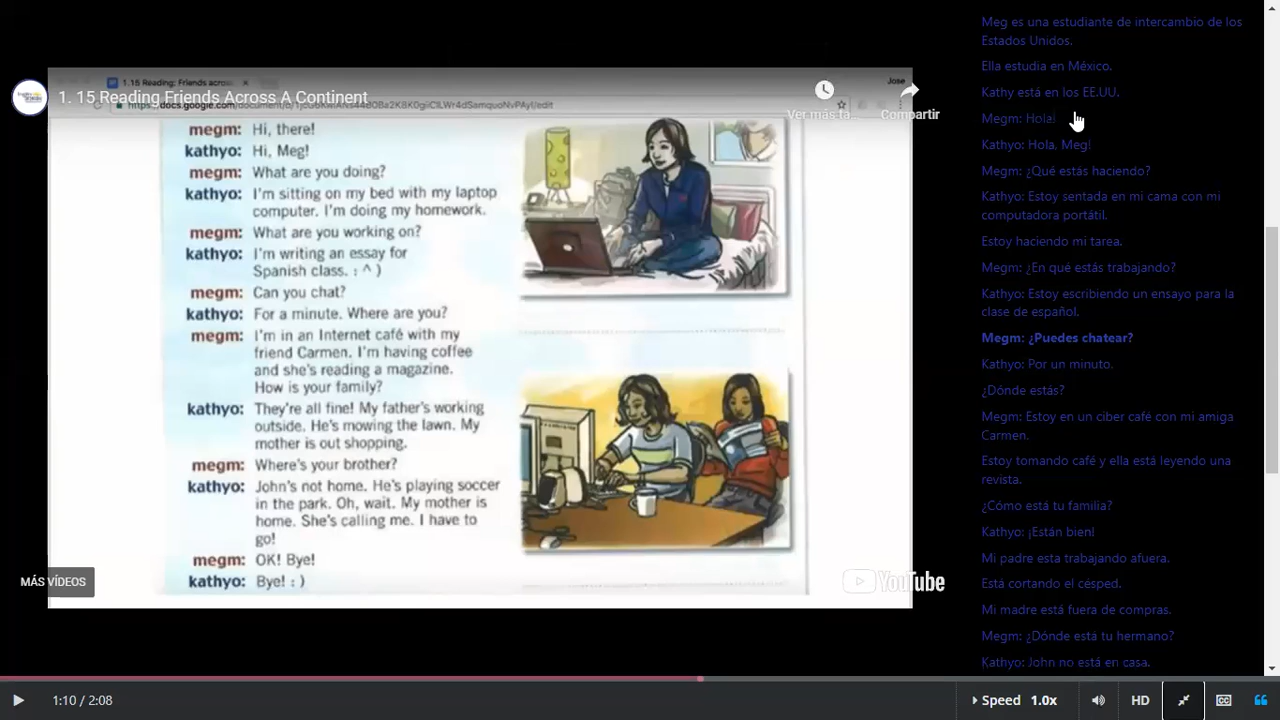 1.15 Reading: Friends across
Jose
1. 15 Reading Friends Across A Continent
Ver más ta...
Compartir
megm: Hi, there!
kathyo: Hi, Meg!
megm: What are you doing?
kathyo: I'm sitting on my bed with my laptop
computer. I'm doing my homework.
megm: What are you working on?
kathyo: I'm writing an essay for
Spanish class. : ^ )
megm: Can you chat?
kathyo: For a minute. Where are you?
megm: I'm in an Internet café with my
friend Carmen. I'm having coffee
and she's reading a magazine.
How is your family?
kathyo: They're all fine! My father's working
outside. He's mowing the lawn. My
mother is out shopping.
megm: Where's your brother?
kathyo: John's not home. He's playing soccer
in the park. Oh, wait. My mother is
home. She's calling me. I have to
go!
megm: OK! Bye!
kathyo: Bye! : )
MÁS VÍDEOS
YouTube
Meg es una estudiante de intercambio de los
Estados Unidos.
Ella estudia en México.
Kathy está en los EE.UU.
Megm: Hola!
Kathyo: Hola, Meg!
Megm: ¿Qué estás haciendo?
Kathyo: Estoy sentada en mi cama con mi
computadora portátil.
Estoy haciendo mi tarea.
Megm: ¿En qué estás trabajando?
Kathyo: Estoy escribiendo un ensayo para la
clase de español.
Megm: ¿Puedes chatear?
Kathyo: Por un minuto.
¿Dónde estás?
Megm: Estoy en un ciber café con mi amiga
Carmen.
Estoy tomando café y ella está leyendo una
revista.
¿Cómo está tu familia?
Kathyo: ¡Están bien!
Mi padre esta trabajando afuera.
Está cortando el césped.
Mi madre está fuera de compras.
Megm: ¿Dónde está tu hermano?
Kathyo: John no está en casa.
1:10 / 2:08
Speed 1.0x
HD
CC